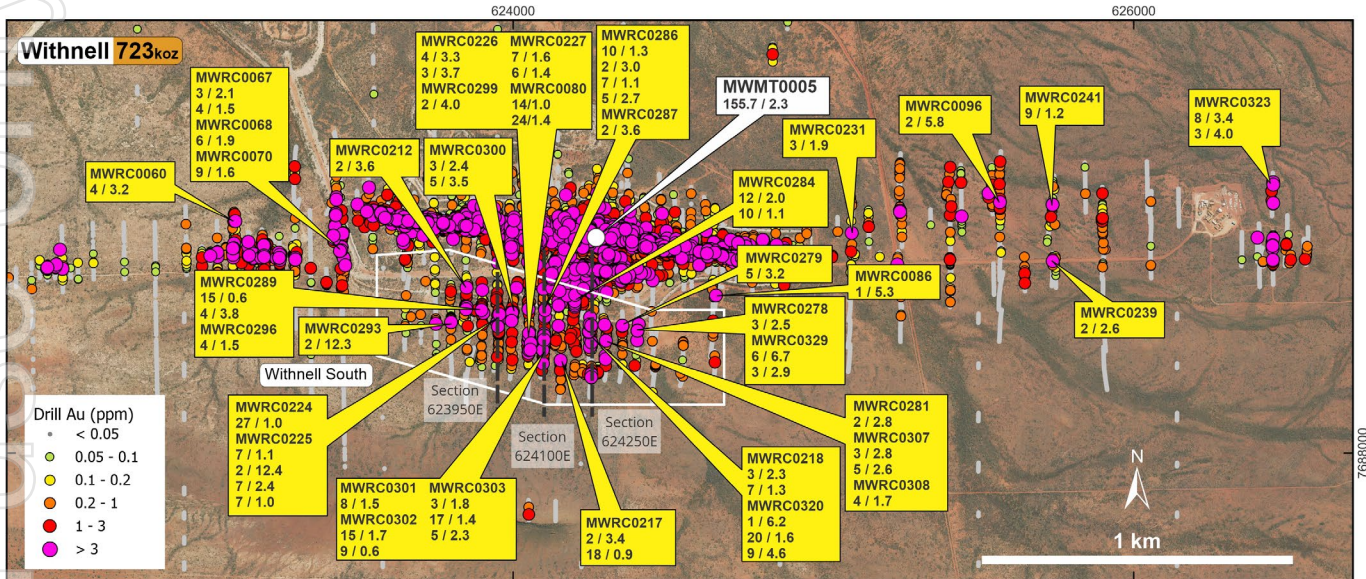 624000
626000
Withnell 723koz
MWRC0067
3 / 2.1
4 / 1.5
MWRC0068
6 / 1.9
MWRC0070
9 / 1.6
MWRC0226
4 / 3.3
3 / 3.7
MWRC0299
2 / 4.0
MWRC0227
7 / 1.6
6 / 1.4
MWRC0080
14/1.0
24/1.4
MWRC0286
10 / 1.3
2 / 3.0
7 / 1.1
5 / 2.7
MWRC0287
2 / 3.6
MWMT0005
155.7 / 2.3
MWRC0096
2 / 5.8
MWRC0241
9 / 1.2
MWRC0323
8 / 3.4
3 / 4.0
MWRC0060
4 / 3.2
MWRC0212
2 / 3.6
MWRC0300
3 / 2.4
5 / 3.5
MWRC0231
3 / 1.9
MWRC0284
12 / 2.0
10 / 1.1
MWRC0279
5 / 3.2
MWRC0086
1 / 5.3
MWRC0289
15 / 0.6
4 / 3.8
MWRC0296
4 / 1.5
MWRC0293
2 / 12.3
MWRC0278
3 / 2.5
MWRC0329
6 / 6.7
3 / 2.9
MWRC0239
2 / 2.6
Withnell South
Section
623950E
Section
624100E
Section
624250E
Drill Au (ppm)
< 0.05
0.05 - 0.1
0.1 - 0.2
0.2 - 1
1 - 3
> 3
MWRC0224
27 / 1.0
MWRC0225
7 / 1.1
2 / 12.4
7 / 2.4
7 / 1.0
MWRC0301
8 / 1.5
MWRC0302
15 / 1.7
9 / 0.6
MWRC0303
3 / 1.8
17 / 1.4
5 / 2.3
MWRC0217
2 / 3.4
18 / 0.9
MWRC0218
3 / 2.3
7 / 1.3
MWRC0320
1 / 6.2
20 / 1.6
9 / 4.6
MWRC0281
2 / 2.8
MWRC0307
3 / 2.8
5 / 2.6
MWRC0308
4 / 1.7
7688000
N
1 km